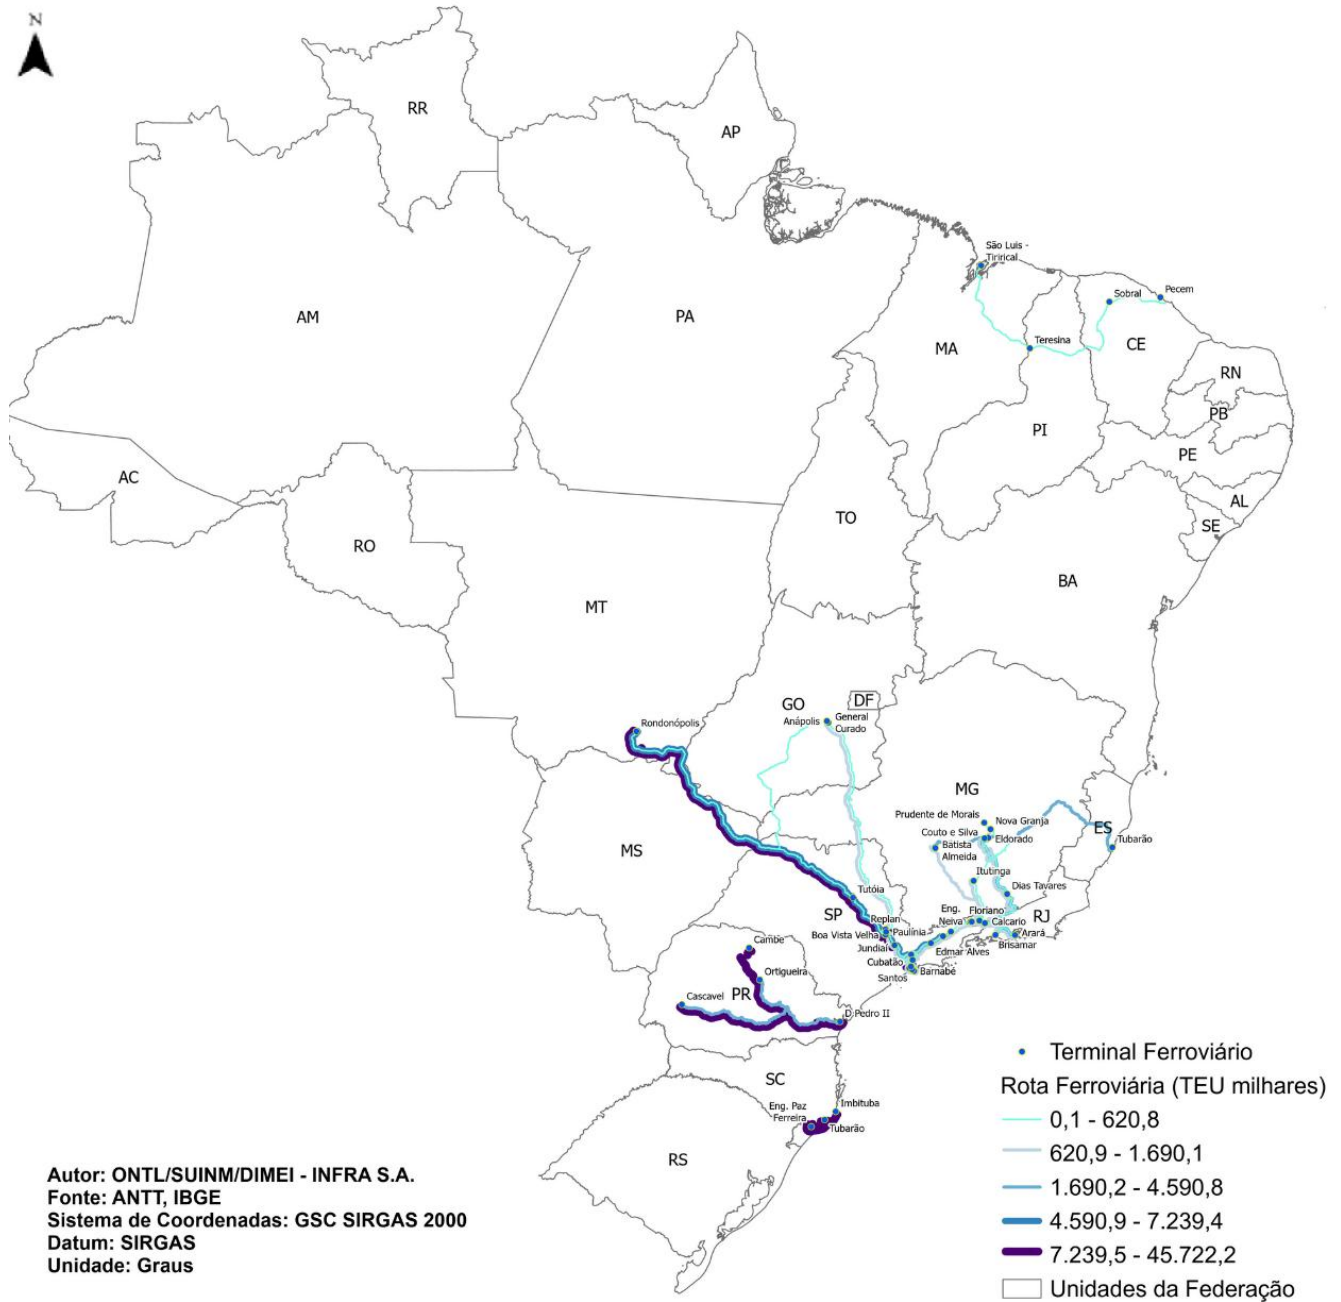 N
RR
AP
AM
PA
São Luis -
Tirirical
Sobral
Pecem
MA
Teresina
CE
RN
PB
PI
PE
AC
AL
TO
SE
RO
BA
MT
GO
DF
Anápolis
General
Curado
Rondonópolis
MG
Prudente de Morais
Nova Granja
Couto e Silva
Eldorado
ES
Batista
Almeida
Tubarão
MS
Itutinga
Tutóia
Dias Tavares
SP
Replan
Eng.
Neiva
Floriano
Calcario
RJ
Boa Vista Velha
Paulínia
Arará
Brisamar
Jundiaí
Edmar Alves
Cubatão
Santos
Barnabé
Cambe
Ortigueira
PR
Cascavel
D.Pedro II
SC
Eng. Paz
Ferreira
Imbituba
Tubarão
RS
Terminal Ferroviário
Rota Ferroviária (TEU milhares)
0,1 - 620,8
620,9 - 1.690,1
1.690,2 - 4.590,8
4.590,9 - 7.239,4
7.239,5 - 45.722,2
Unidades da Federação
Autor: ONTL/SUINM/DIMEI - INFRA S.A.
Fonte: ANTT, IBGE
Sistema de Coordenadas: GSC SIRGAS 2000
Datum: SIRGAS
Unidade: Graus